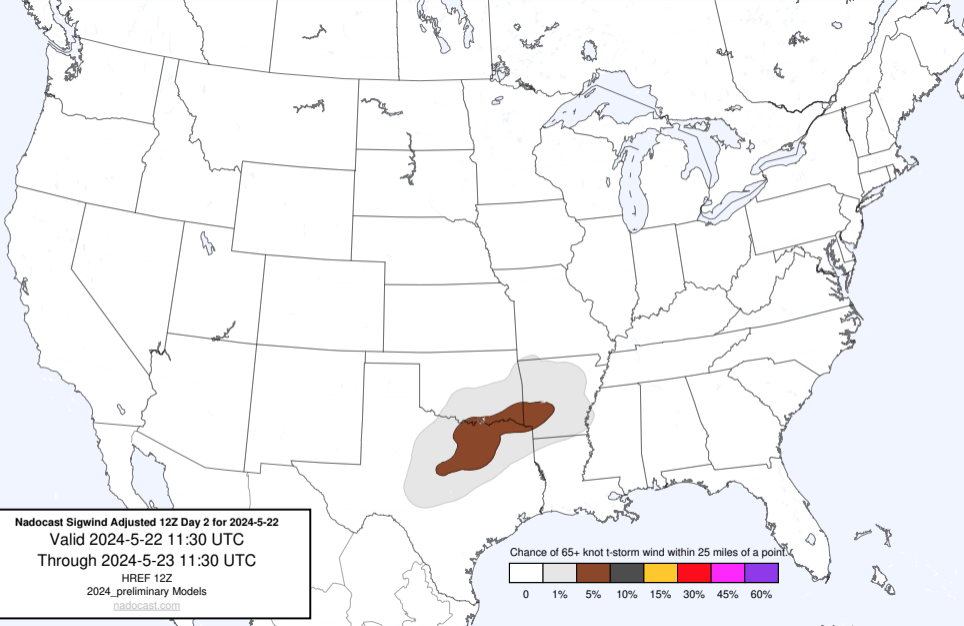 Nadocast Sigwind Adjusted 12Z Day 2 for 2024-5-22
Valid 2024-5-22 11:30 UTC
Through 2024-5-23 11:30 UTC
HREF 12Z
2024_preliminary Models
nadocast.com
Chance of 65+ knot t-storm wind within 25 miles of a point.
0 1% 5% 10% 15% 30% 45% 60%